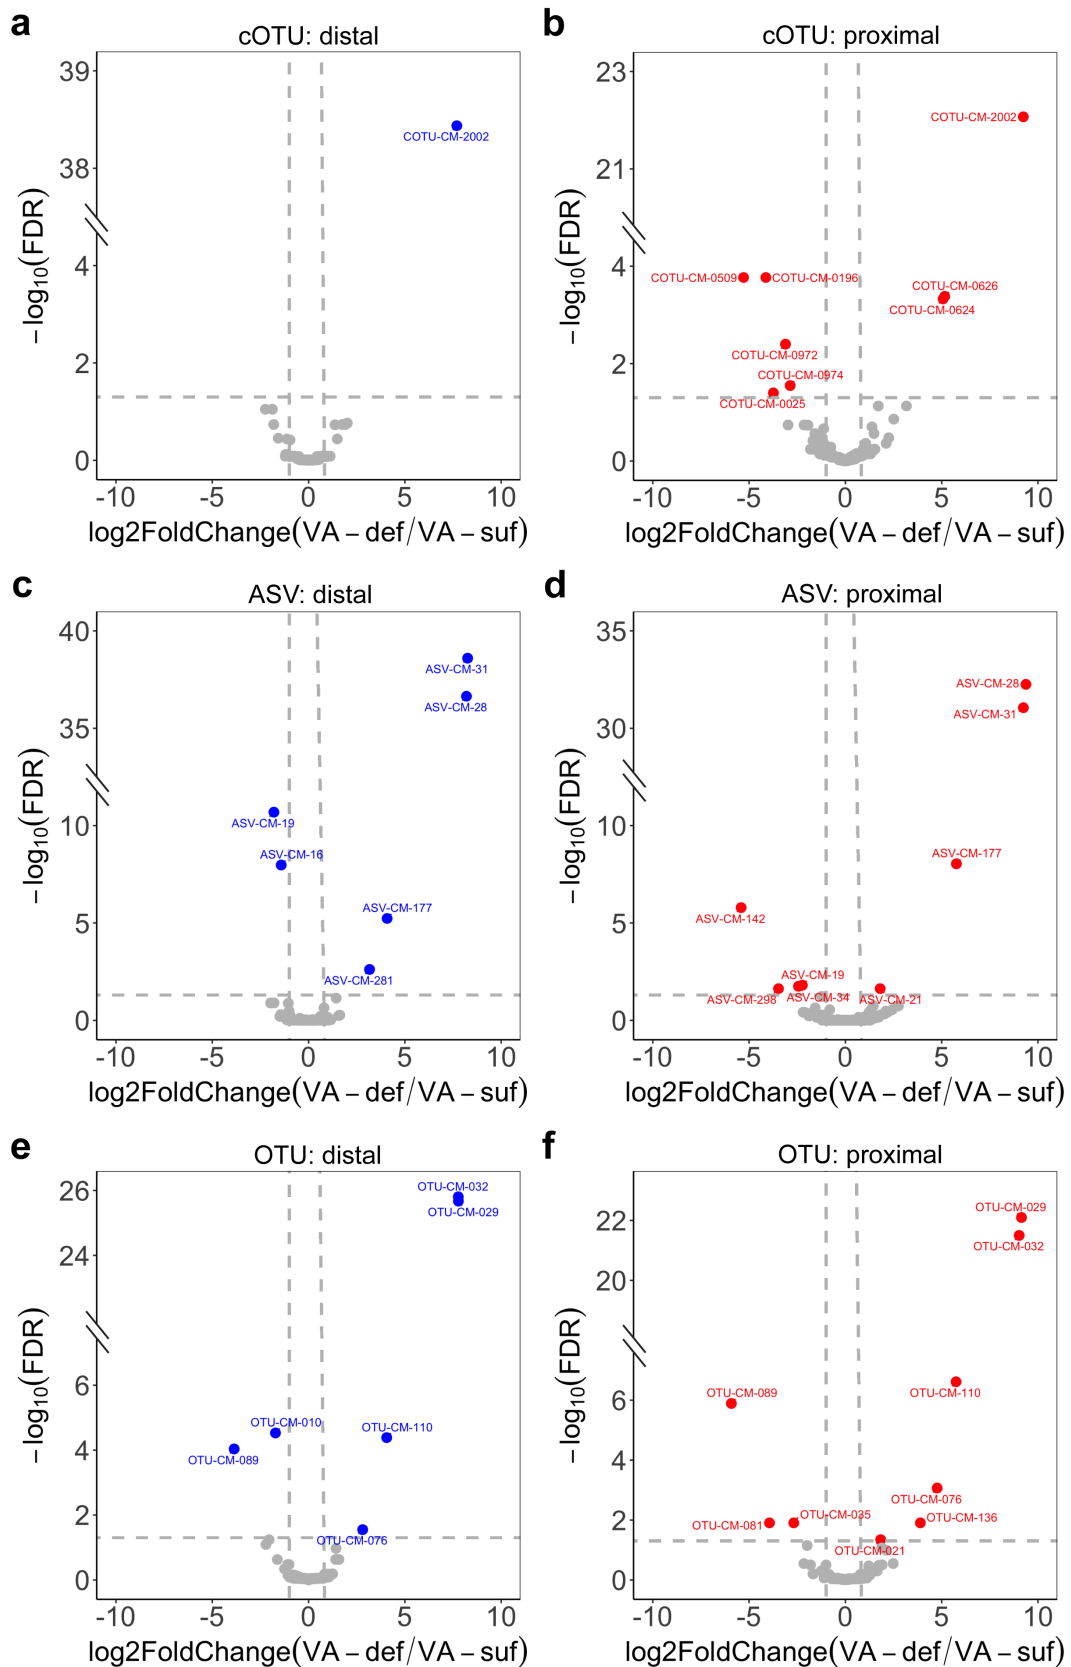 a
cOTU: distal
39
38
4
2
0
−log10(FDR)
COTU-CM-2002
-10
-5
0
5
10
log2FoldChange(VA − def/VA − suf)
b
cOTU: proximal
23
21
4
2
0
−log10(FDR)
COTU-CM-2002
COTU-CM-0509
COTU-CM-0196
COTU-CM-0626
COTU-CM-0624
COTU-CM-0972
COTU-CM-0974
COTU-CM-0025
-10
-5
0
5
10
log2FoldChange(VA − def/VA − suf)
c
ASV: distal
40
35
10
5
0
−log10(FDR)
ASV-CM-31
ASV-CM-28
ASV-CM-19
ASV-CM-16
ASV-CM-177
ASV-CM-281
-10
-5
0
5
10
log2FoldChange(VA − def/VA − suf)
d
ASV: proximal
35
30
10
5
0
−log10(FDR)
ASV-CM-28
ASV-CM-31
ASV-CM-177
ASV-CM-142
ASV-CM-19
ASV-CM-298
ASV-CM-34
ASV-CM-21
-10
-5
0
5
10
log2FoldChange(VA − def/VA − suf)
e
OTU: distal
26
24
6
4
2
0
−log10(FDR)
OTU-CM-032
OTU-CM-029
OTU-CM-010
OTU-CM-110
OTU-CM-089
OTU-CM-076
-10
-5
0
5
10
log2FoldChange(VA − def/VA − suf)
f
OTU: proximal
22
20
6
4
2
0
−log10(FDR)
OTU-CM-029
OTU-CM-032
OTU-CM-089
OTU-CM-110
OTU-CM-076
OTU-CM-035
OTU-CM-136
OTU-CM-081
OTU-CM-021
-10
-5
0
5
10
log2FoldChange(VA − def/VA − suf)